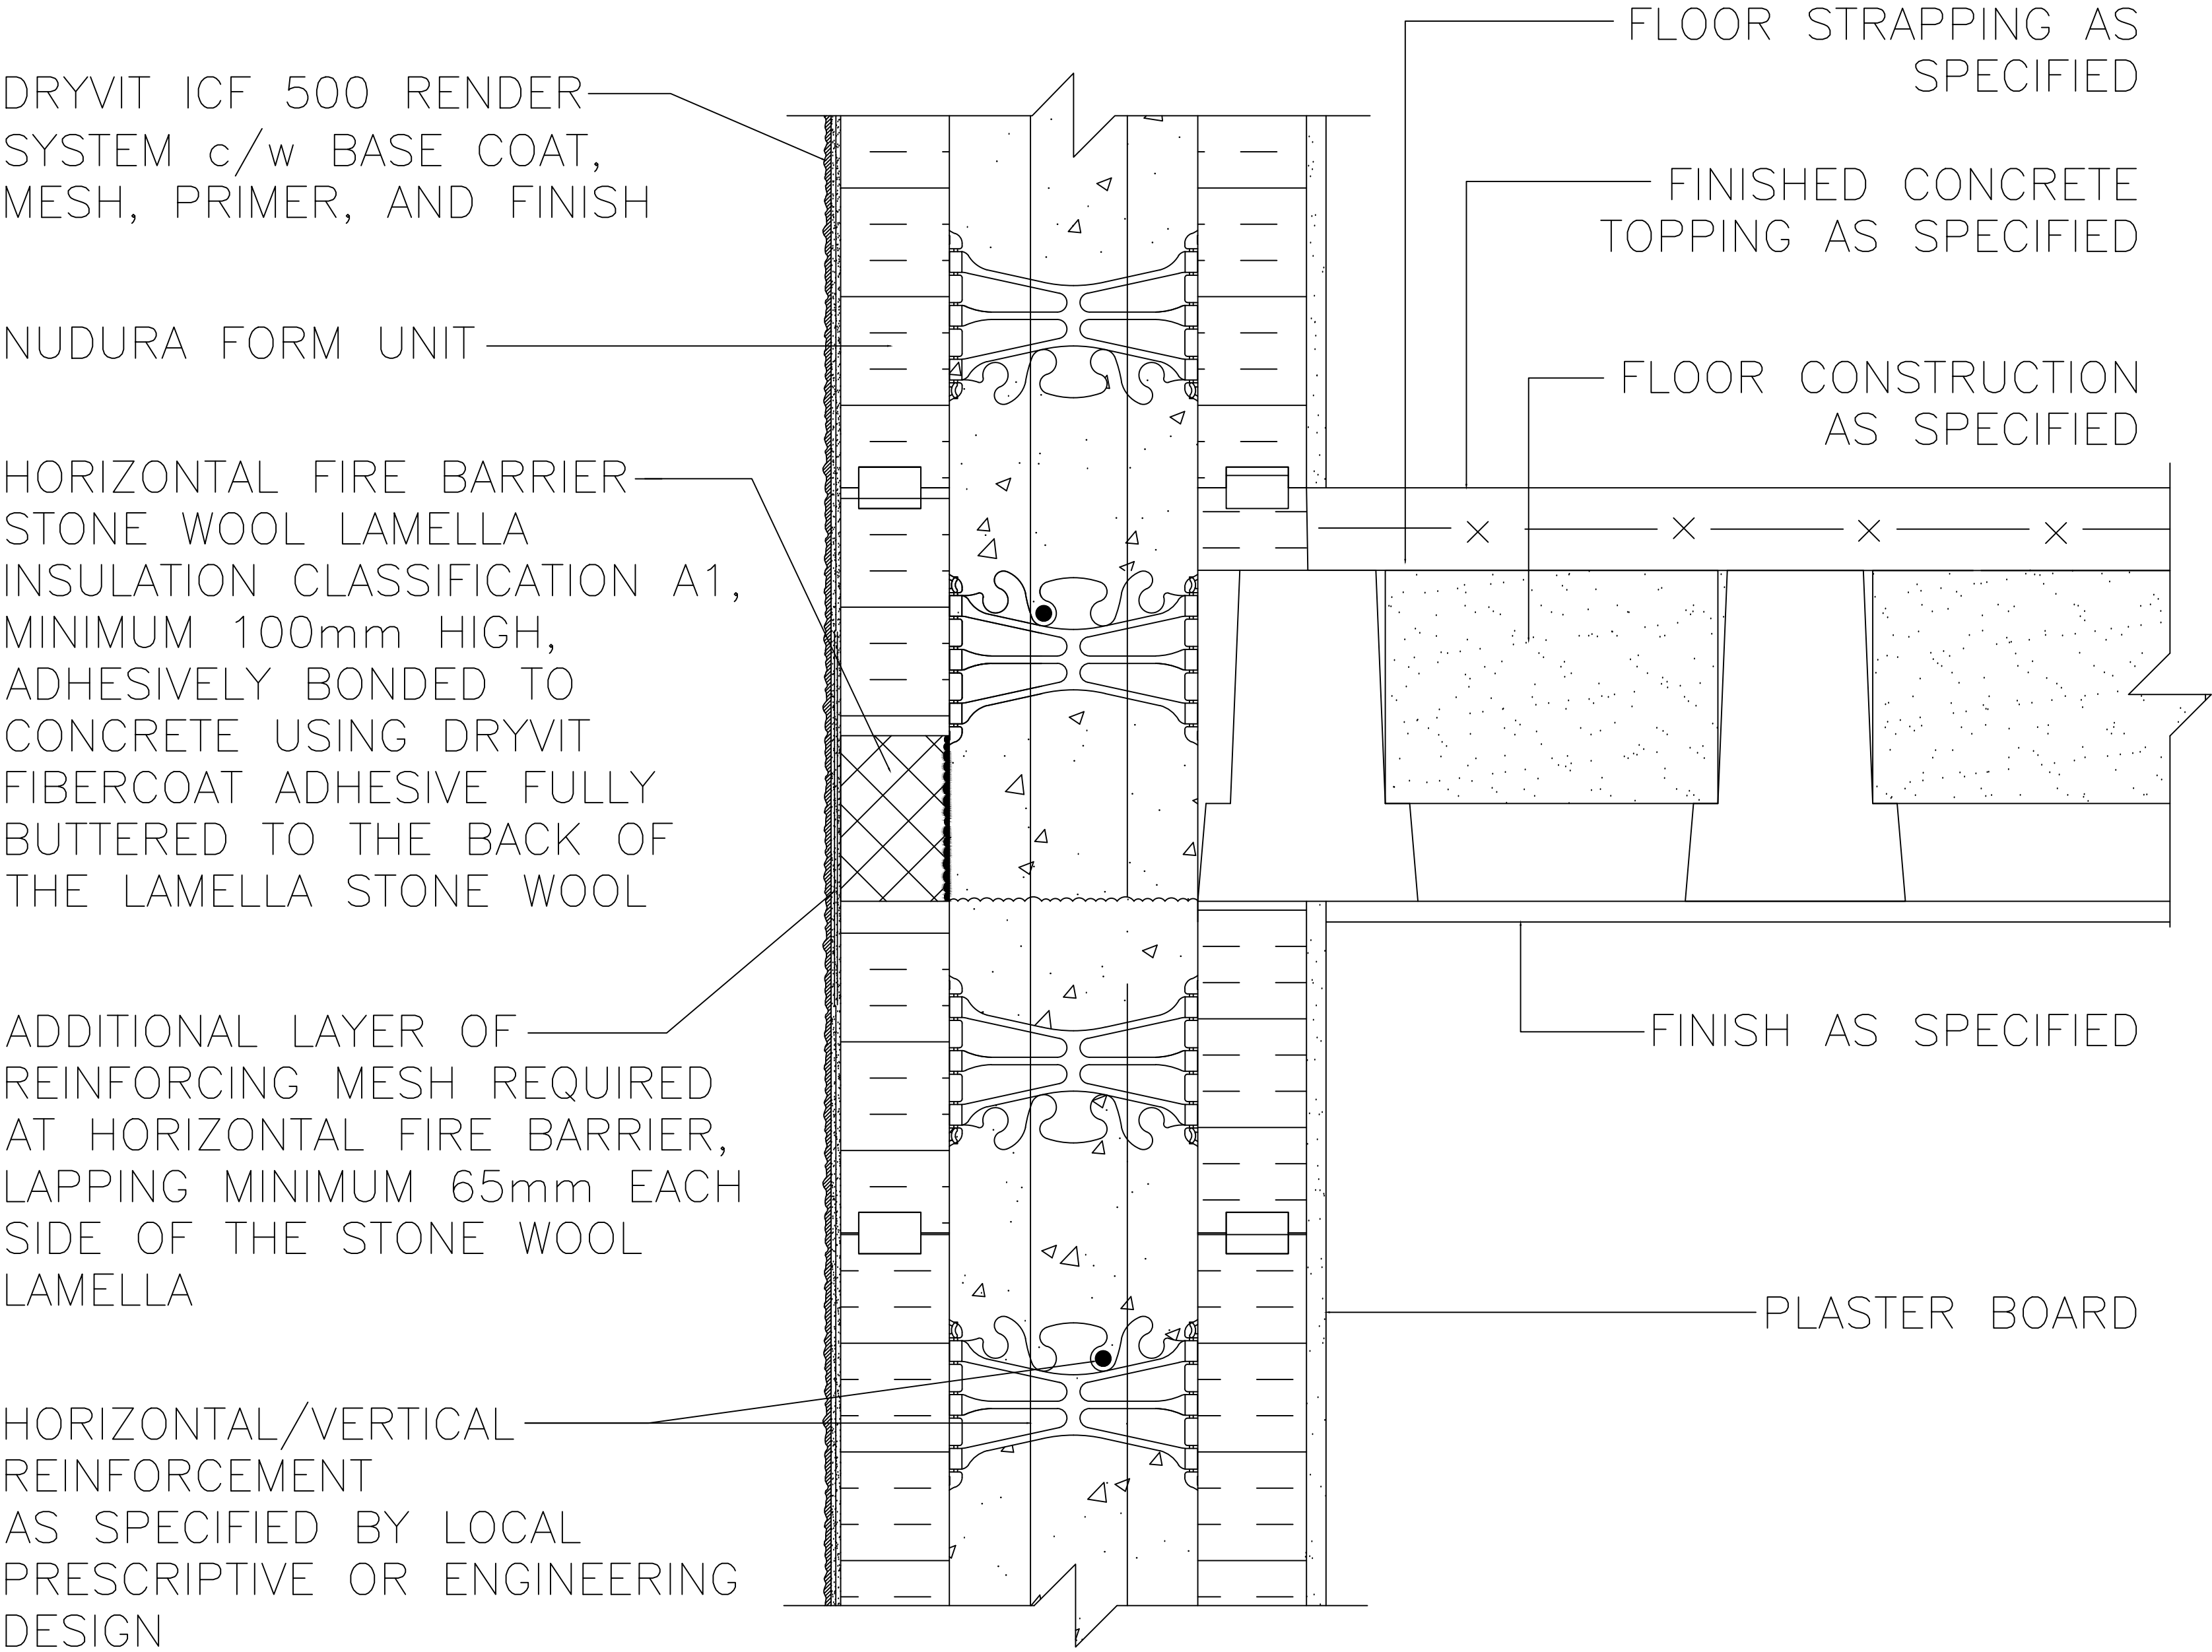 DRYVIT ICF 500 RENDER
SYSTEM c/w BASE COAT,
MESH, PRIMER, AND FINISH
NUDURA FORM UNIT
HORIZONTAL FIRE BARRIER
STONE WOOL LAMELLA
INSULATION CLASSIFICATION A1,
MINIMUM 100mm HIGH,
ADHESIVELY BONDED TO
CONCRETE USING DRYVIT
FIBERCOAT ADHESIVE FULLY
BUTTERED TO THE BACK OF
THE LAMELLA STONE WOOL
ADDITIONAL LAYER OF
REINFORCING MESH REQUIRED
AT HORIZONTAL FIRE BARRIER,
LAPPING MINIMUM 65mm EACH
SIDE OF THE STONE WOOL
LAMELLA
HORIZONTAL/VERTICAL
REINFORCEMENT
AS SPECIFIED BY LOCAL
PRESCRIPTIVE OR ENGINEERING
DESIGN
FLOOR STRAPPING AS
SPECIFIED
FINISHED CONCRETE
TOPPING AS SPECIFIED
FLOOR CONSTRUCTION
AS SPECIFIED
FINISH AS SPECIFIED
PLASTER BOARD